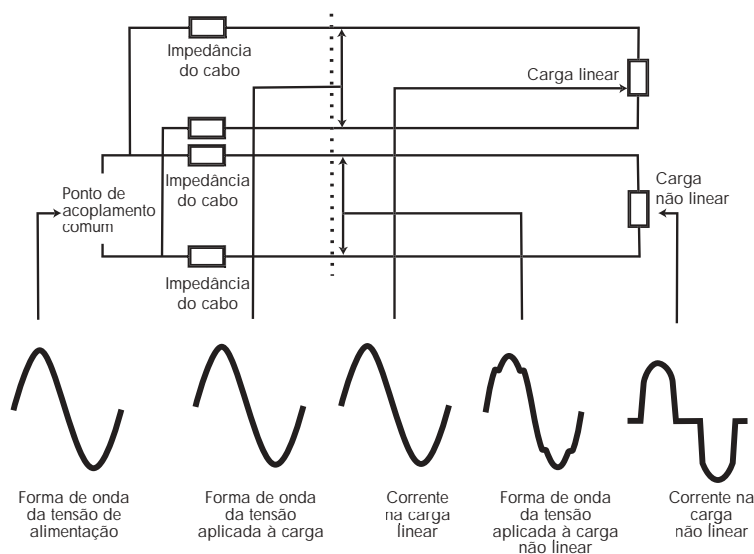 Impedância
do cabo
Carga linear
Impedância
do cabo
Ponto de
acoplamento
comum
Carga
não linear
Impedância
do cabo
Forma de onda
da tensão de
alimentação
Forma de onda
da tensão
aplicada à carga
Corrente
na carga
linear
Forma de onda
da tensão
aplicada à carga
não linear
Corrente na
carga
não linear